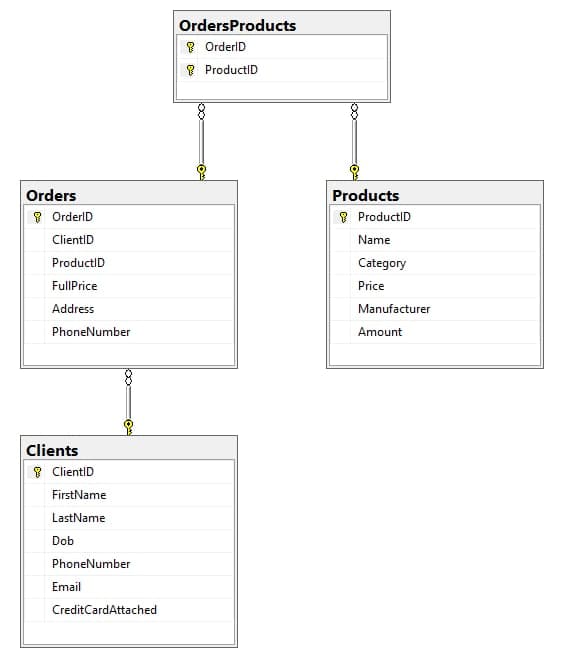 OrdersProducts
OrderID
ProductID
Orders
OrderID
ClientID
ProductID
FullPrice
Address
PhoneNumber
Products
ProductID
Name
Category
Price
Manufacturer
Amount
Clients
ClientID
FirstName
LastName
Dob
PhoneNumber
Email
CreditCardAttached